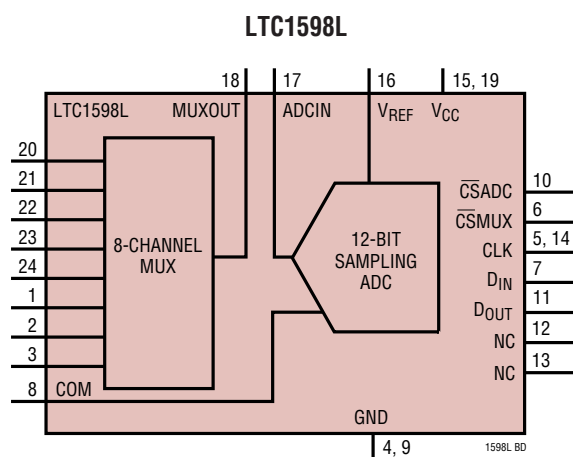 LTC1598L
18 17 16 15, 19
LTC1598L MUXOUT ADCIN VREF VCC
20
21
22
23
24
1
2
3
8 COM
8-CHANNEL
MUX
12-BIT
SAMPLING
ADC
C̅S̅ADC 10
C̅S̅MUX 6
CLK 5, 14
DIN 7
DOUT 11
NC 12
NC 13
GND
4, 9
1598L BD